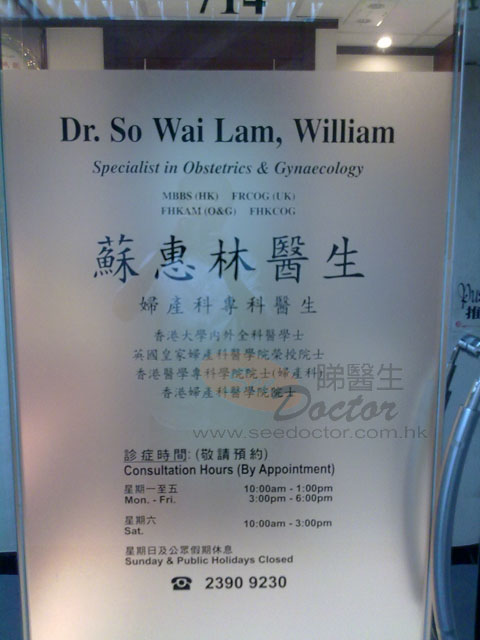 714
Dr. So Wai Lam, William
Specialist in Obstetrics & Gynaecology
MBBS (HK) FRCOG (UK)
FHKAM (O&G) FHKCOG
蘇惠林醫生
婦產科專科醫生
香港大學內外全科醫學士
英國皇家婦產科醫學院榮授院士
香港醫學專科學院院士(婦產科)
香港婦產科醫學院院士
睇醫生
Doctor
www.seedoctor.com.hk
診症時間: (敬請預約)
Consultation Hours (By Appointment)
星期一至五 10:00am - 1:00pm
Mon. - Fri. 3:00pm - 6:00pm
星期六
Sat. 10:00am - 3:00pm
星期日及公眾假期休息
Sunday & Public Holidays Closed
☎ 2390 9230